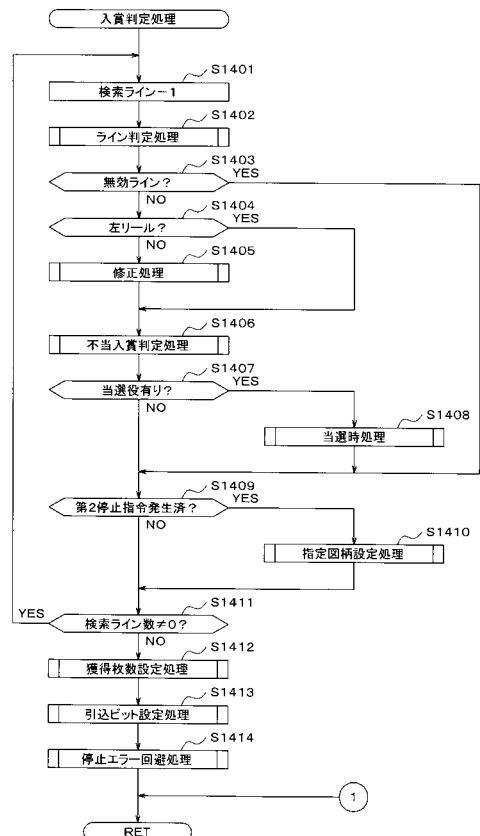 入賞判定処理
S1401
検索ライン－1
S1402
ライン判定処理
S1403
無効ライン?
YES
NO
S1404
左リール?
YES
NO
S1405
修正処理
S1406
不当入賞判定処理
S1407
当選役有り?
YES
NO
S1408
当選時処理
S1409
第2停止指令発生済?
YES
NO
S1410
指定図柄設定処理
S1411
YES
検索ライン数≠0?
NO
S1412
獲得枚数設定処理
S1413
引込ビット設定処理
S1414
停止エラー回避処理
1
RET